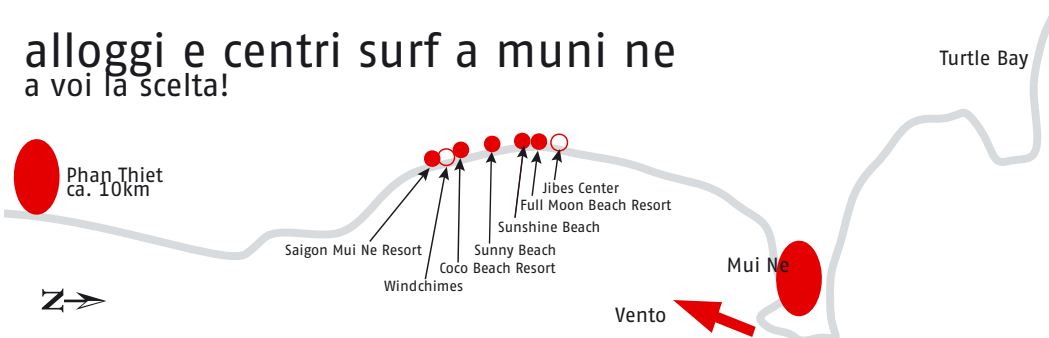 alloggi e centri surf a muni ne
a voi la scelta!
Turtle Bay
Phan Thiet
ca. 10km
Jibes Center
Full Moon Beach Resort
Sunshine Beach
Saigon Mui Ne Resort
Sunny Beach
Coco Beach Resort
Windchimes
Mui Ne
N
Vento